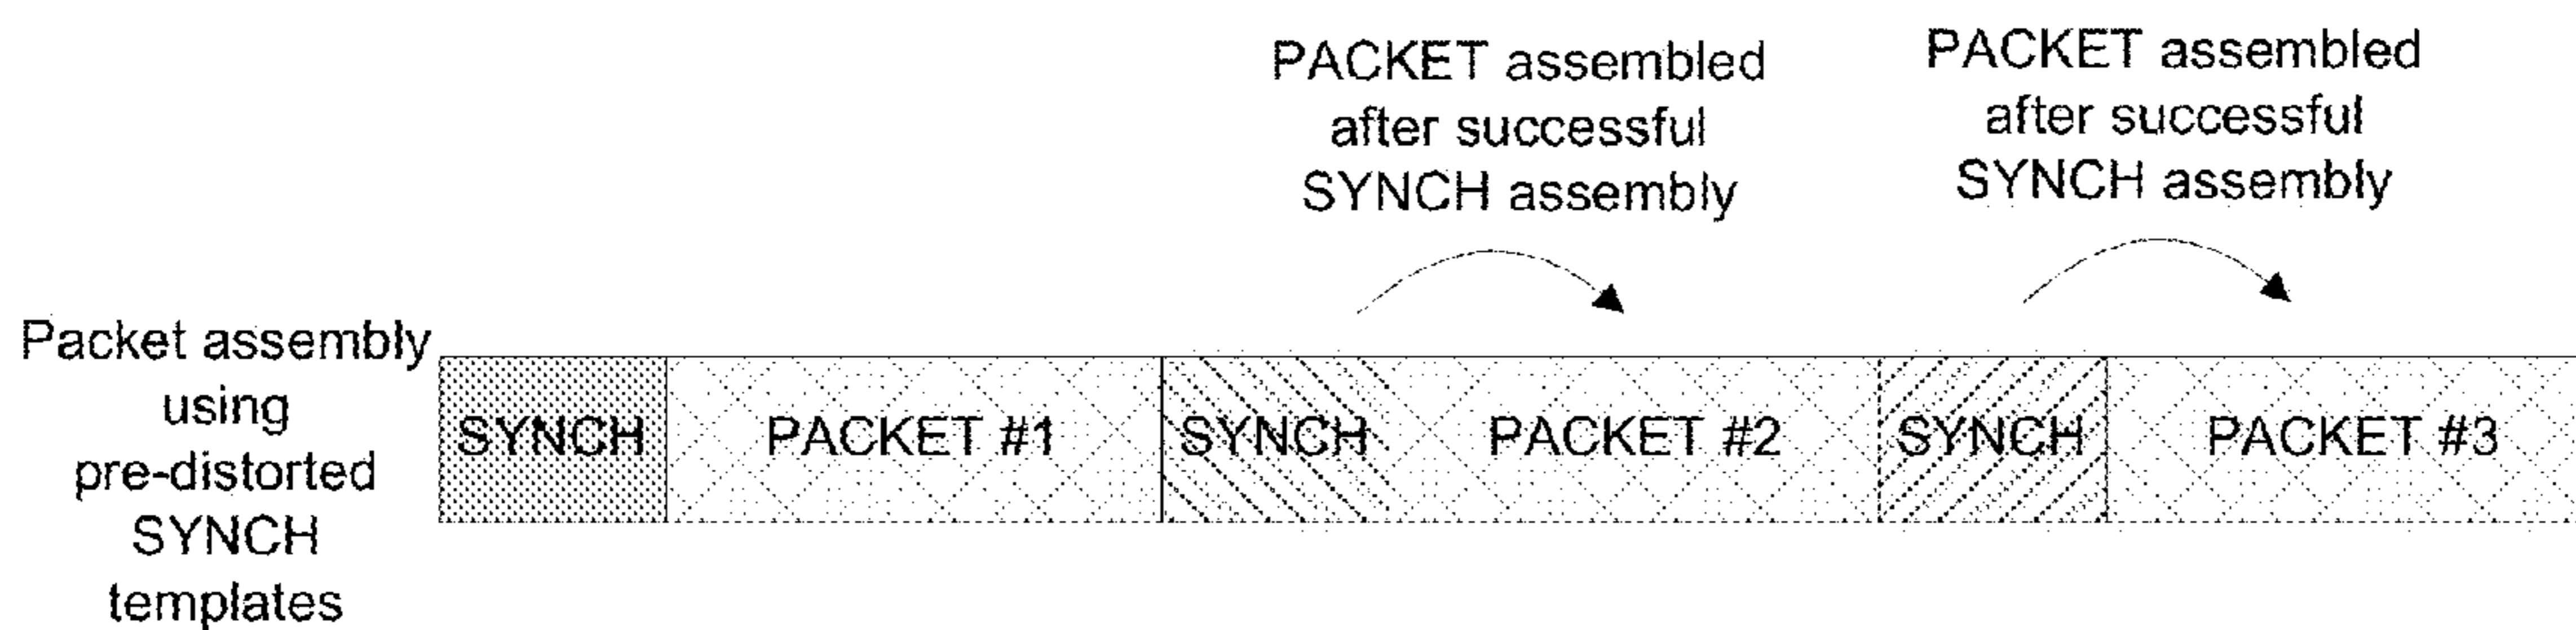 PACKET assembled
after successful
SYNCH assembly
PACKET assembled
after successful
SYNCH assembly
Packet assembly
using
pre-distorted
SYNCH
templates
SYNCH PACKET #1 SYNCH PACKET #2 SYNCH PACKET #3